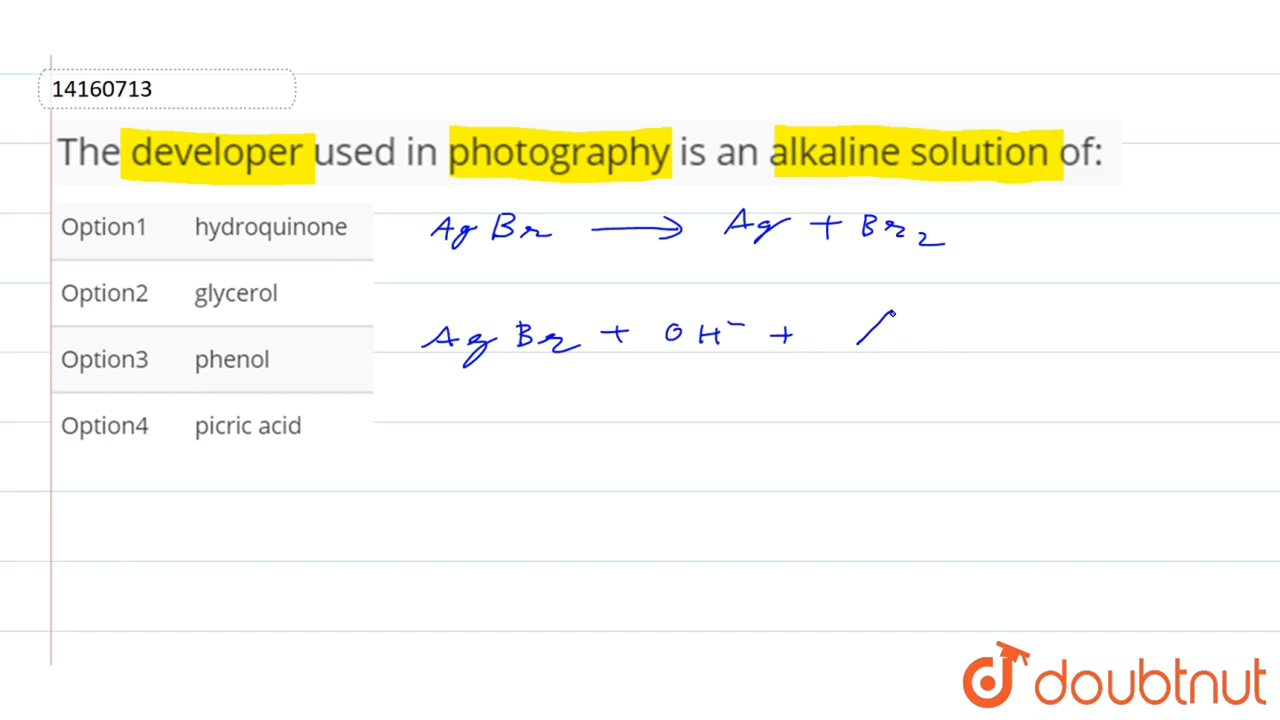 14160713
The developer used in photography is an alkaline solution of:
Option1 hydroquinone
Option2 glycerol
Option3 phenol
Option4 picric acid
AgBr ⟶ Ag + Br₂
AgBr + OH⁻ +
doubtnut